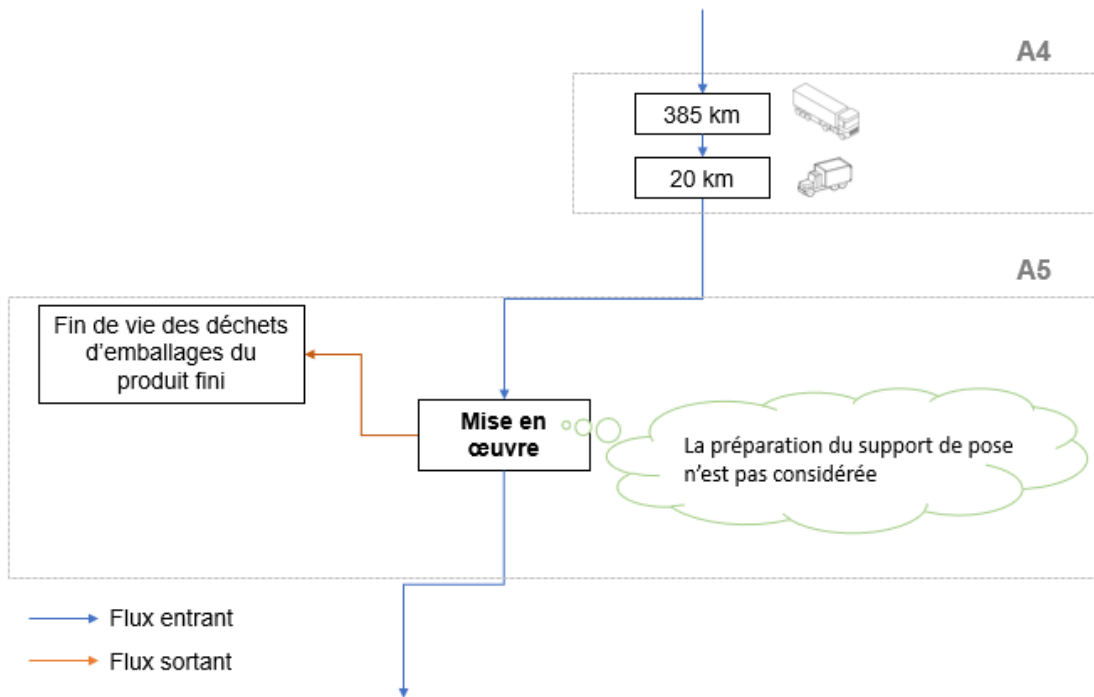 A4
385 km
20 km
A5
Fin de vie des déchets
d'emballages du
produit fini
Mise en
œuvre
La préparation du support de pose
n'est pas considérée
Flux entrant
Flux sortant